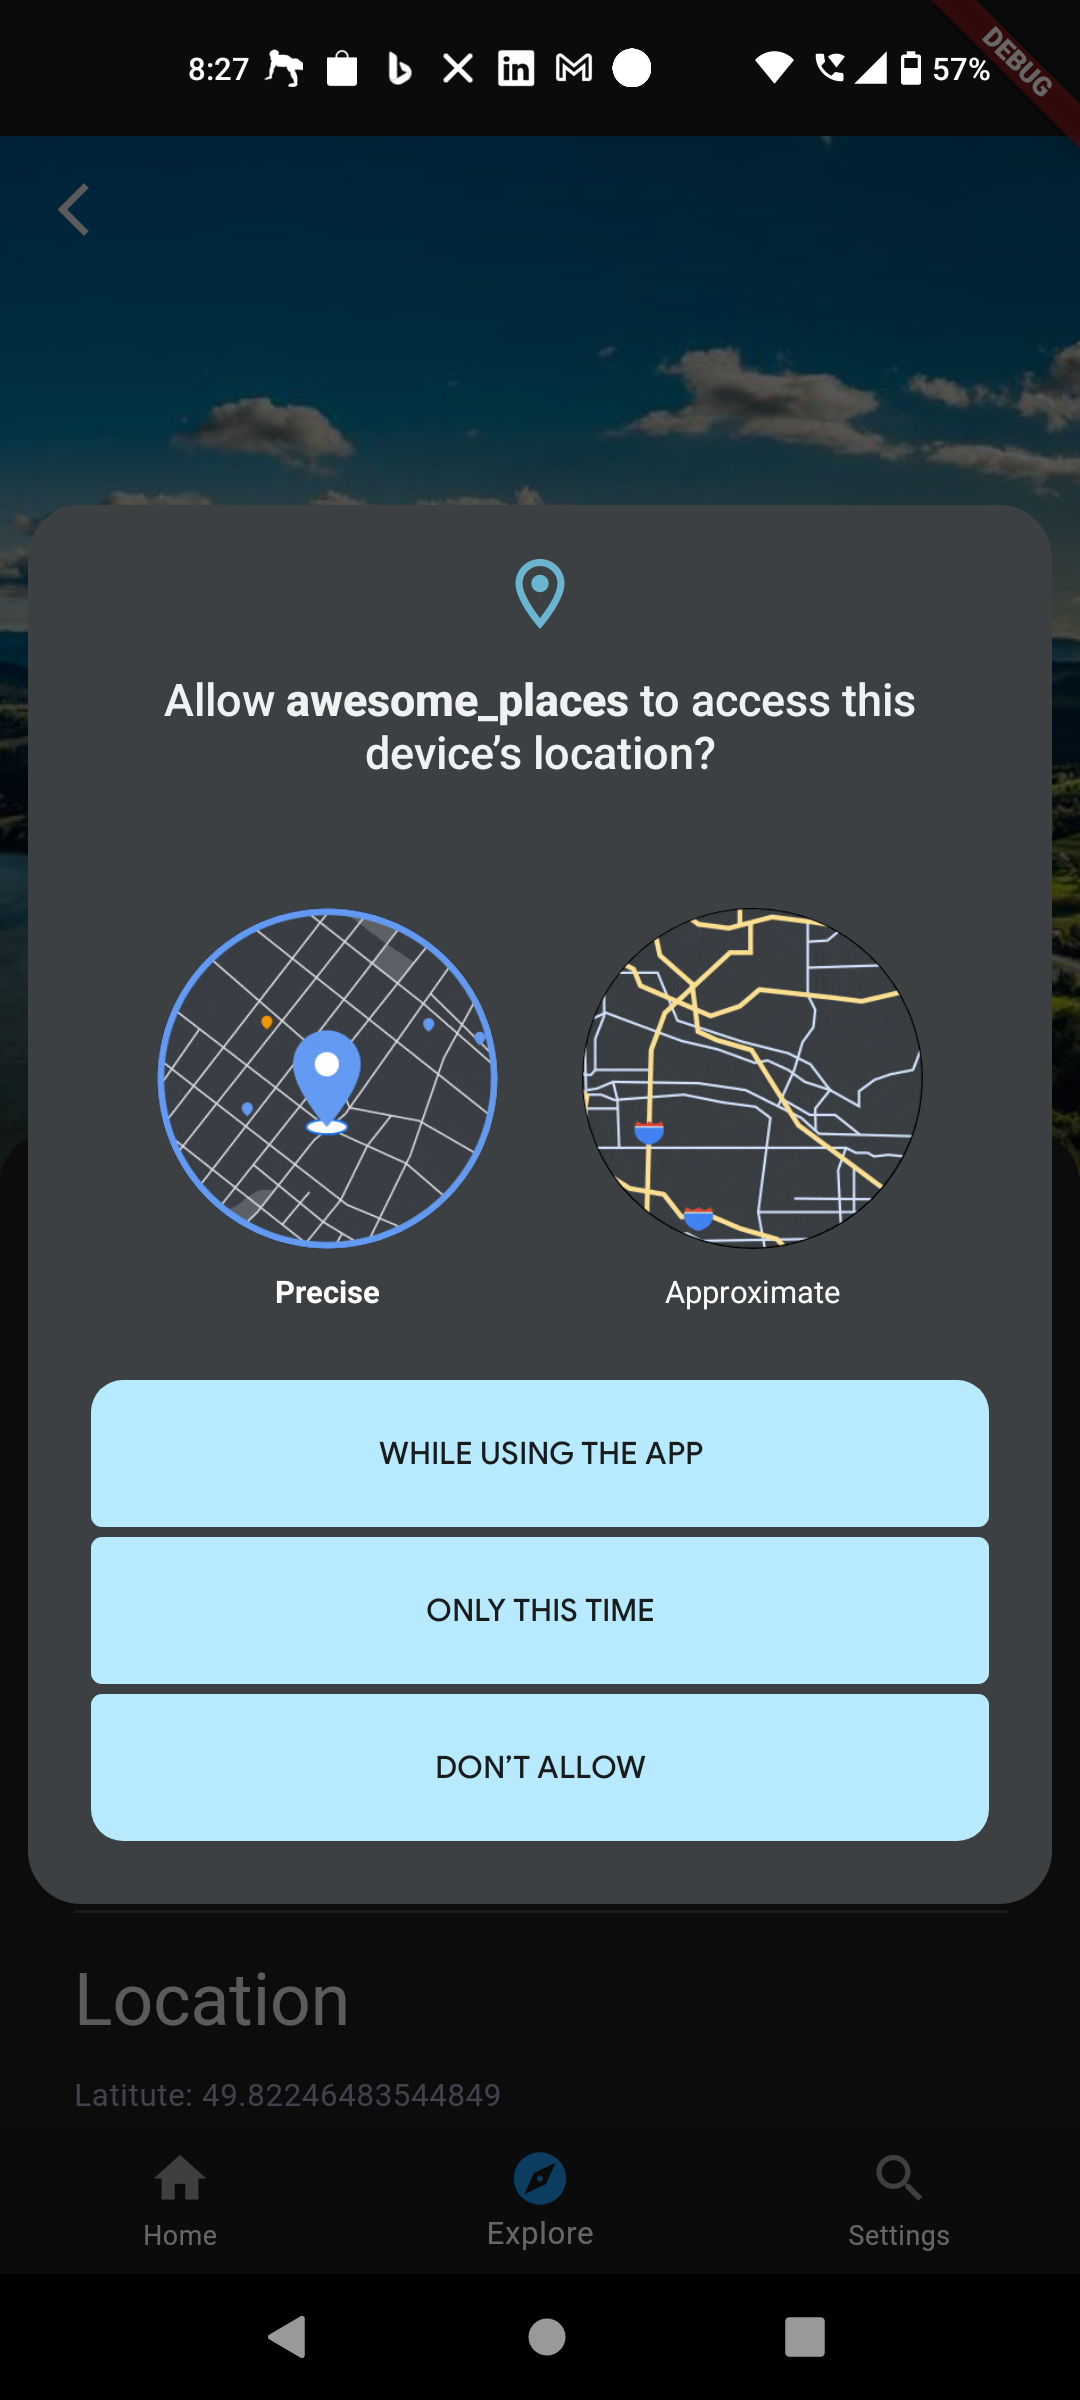 8:27
57%
DEBUG
Allow awesome_places to access this
device’s location?
Precise
Approximate
WHILE USING THE APP
ONLY THIS TIME
DON’T ALLOW
Location
Latitute: 49.82246483544849
Home
Explore
Settings